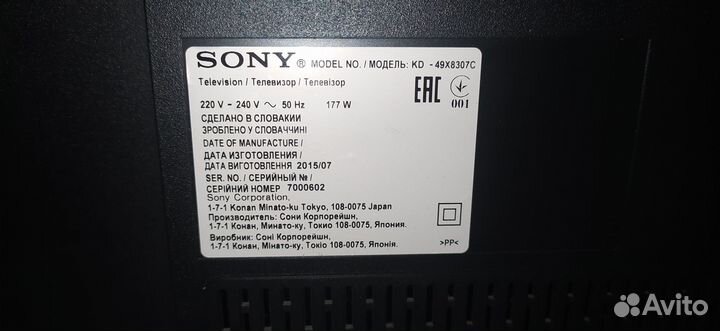 SONY® MODEL NO. / МОДЕЛЬ: KD - 49X8307C
Television / Телевизор / Телевізор
220 V - 240 V ~ 50 Hz 177 W
EAC
001
СДЕЛАНО В СЛОВАКИИ
ЗРОБЛЕНО У СЛОВАЧЧИНІ
DATE OF MANUFACTURE /
ДАТА ИЗГОТОВЛЕНИЯ /
ДАТА ВИГОТОВЛЕННЯ 2015/07
SER. NO. / СЕРИЙНЫЙ № /
СЕРІЙНИЙ НОМЕР 7000602
Sony Corporation,
1-7-1 Konan Minato-ku Tokyo, 108-0075 Japan
Производитель: Сони Корпорейшн,
1-7-1 Конан, Минато-ку, Токио 108-0075, Япония.
Виробник: Соні Корпорейшн,
1-7-1 Конан, Мінато-ку, Токіо 108-0075, Японія.
>PP<
Avito